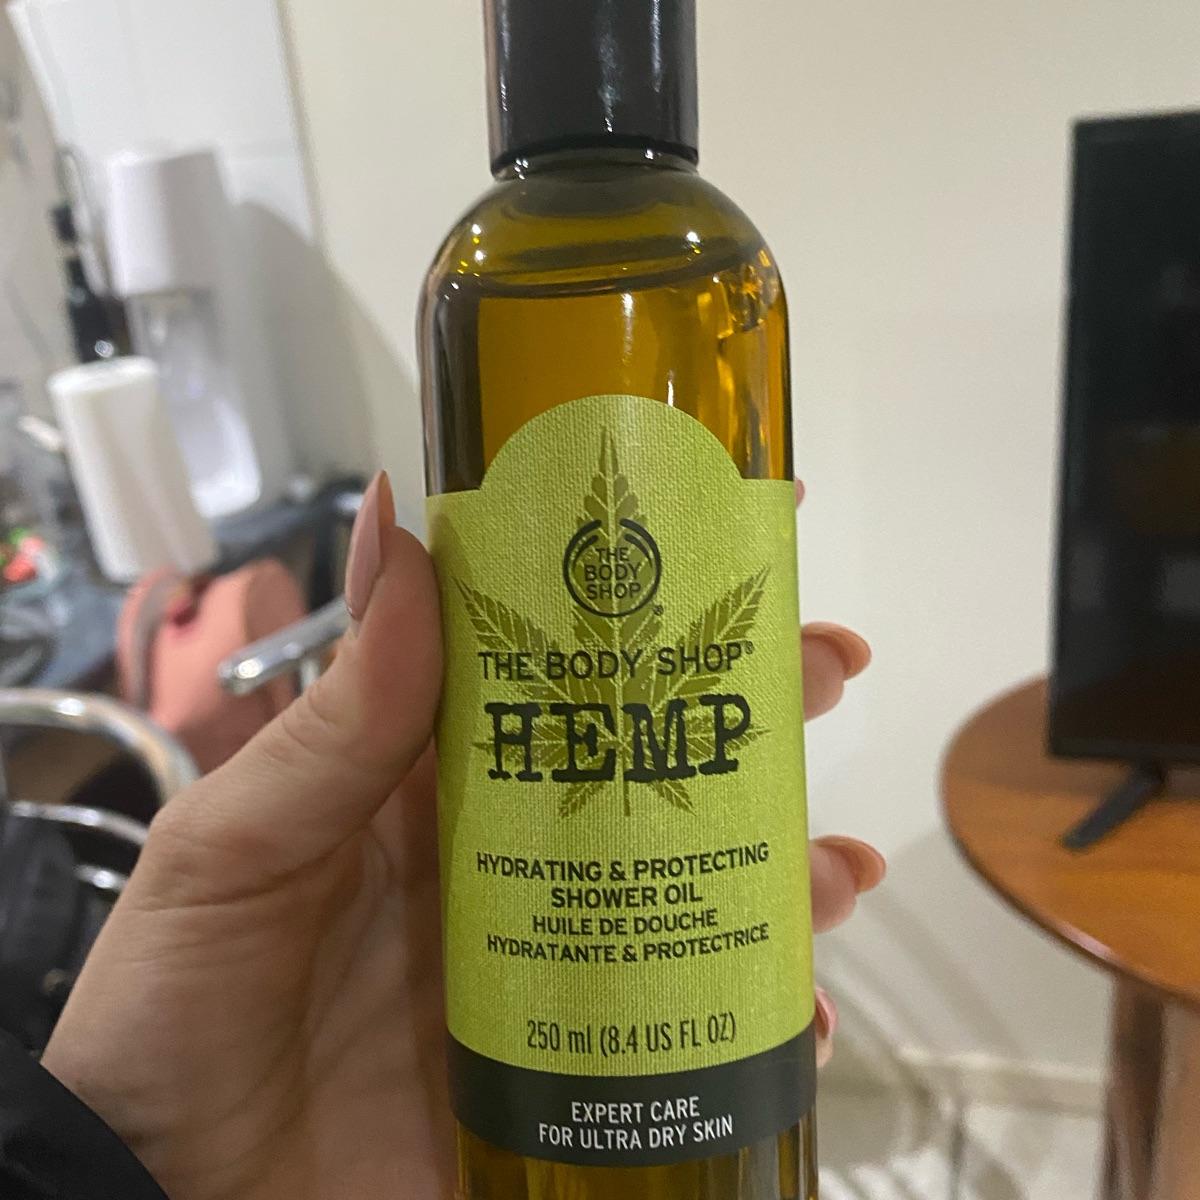 THE
BODY
SHOP
®
THE BODY SHOP®
HEMP
HYDRATING & PROTECTING
SHOWER OIL
HUILE DE DOUCHE
HYDRATANTE & PROTECTRICE
250 ml (8.4 US FL OZ)
EXPERT CARE
FOR ULTRA DRY SKIN